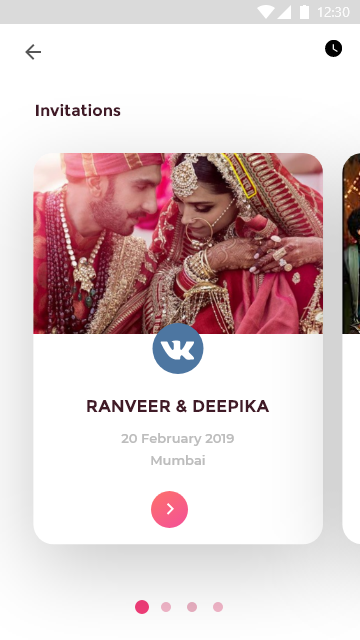 12:30
Invitations
RANVEER & DEEPIKA
20 February 2019
Mumbai